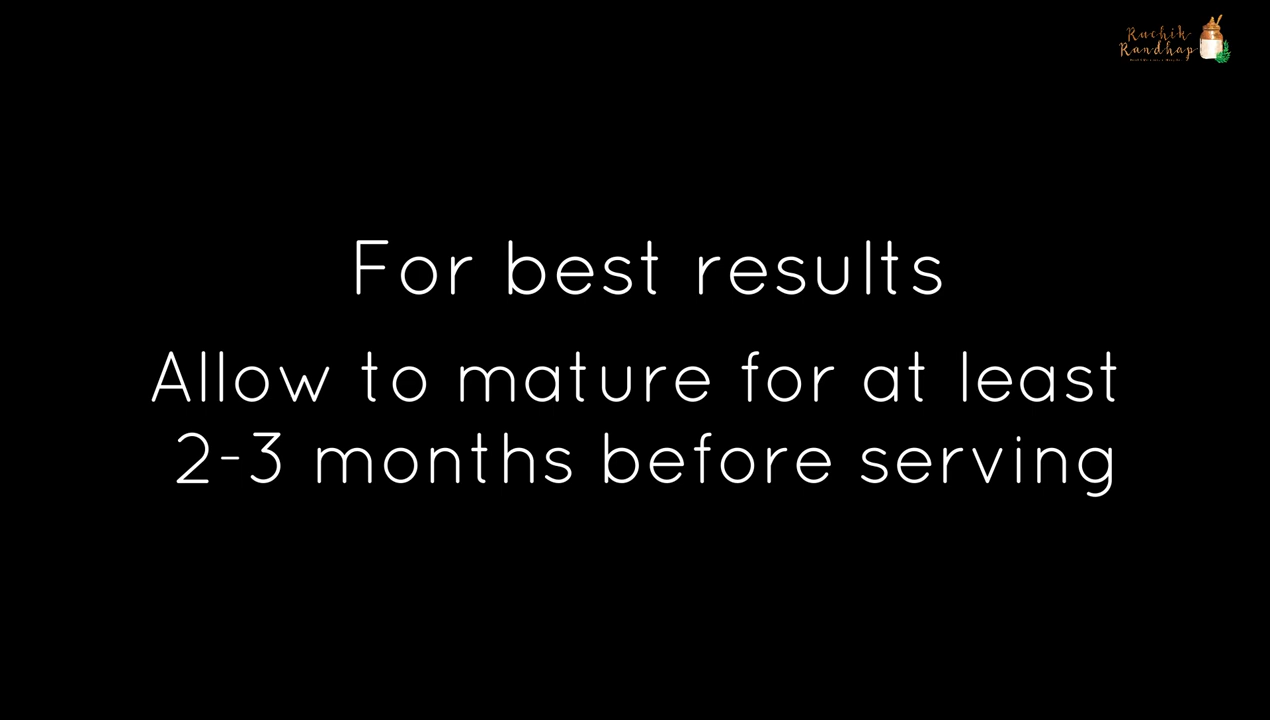 Ruchik
Randhap
For best results
Allow to mature for at least
2-3 months before serving